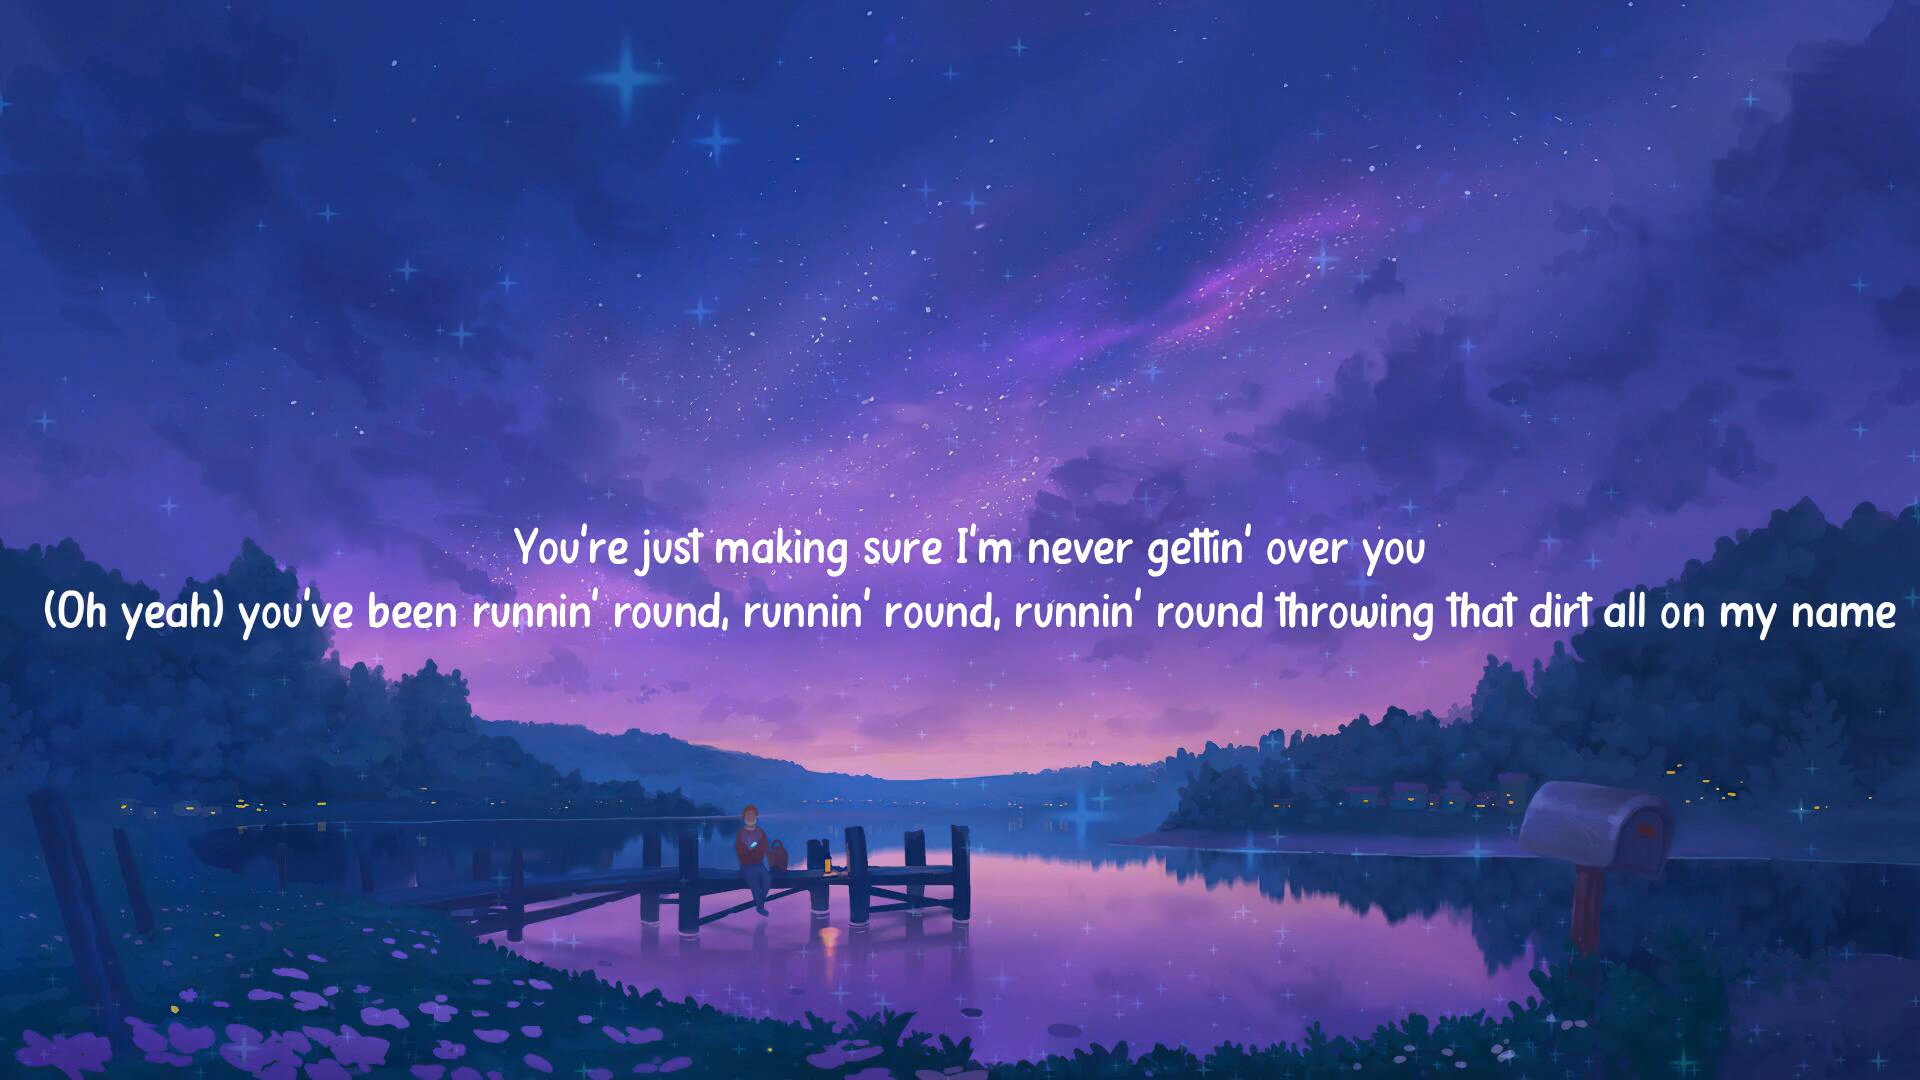 You're just making sure I'm never gettin' over you
(Oh yeah) you've been runnin' round, runnin' round, runnin' round throwing that dirt all on my name